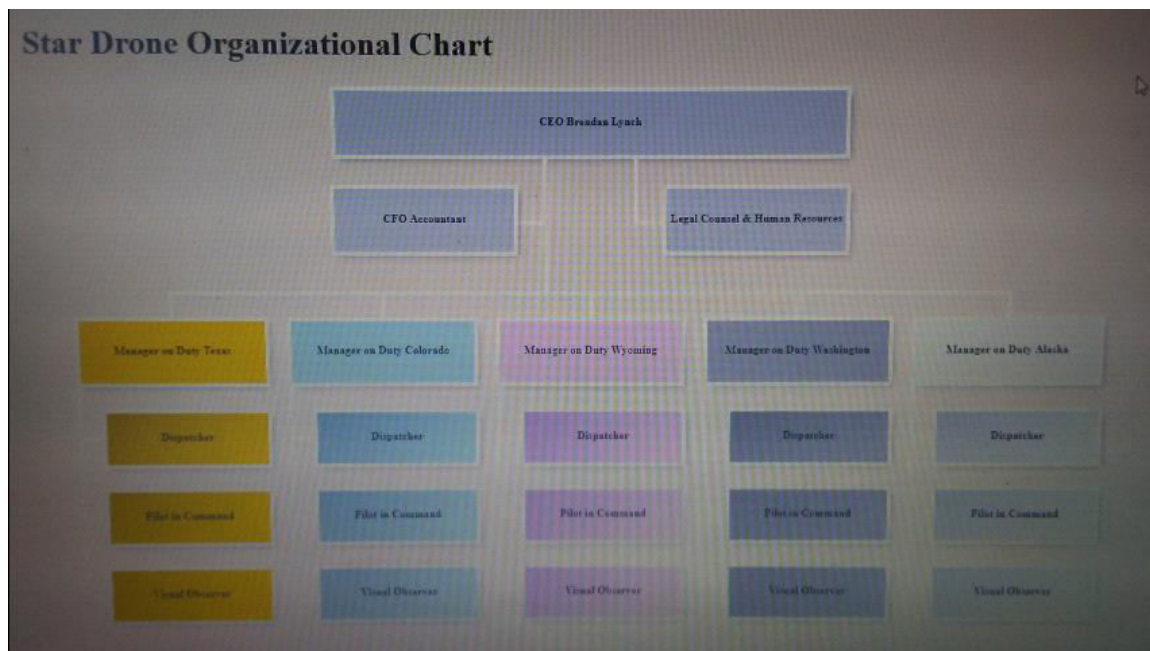 Star Drone Organizational Chart
CEO Brandan Lynch
CFO Accountant
Legal Counsel & Human Resources
Manager on Duty Texas
Manager on Duty Colorado
Manager on Duty Wyoming
Manager on Duty Washington
Manager on Duty Alaska
Dispatcher
Dispatcher
Dispatcher
Dispatcher
Dispatcher
Pilot in Command
Pilot in Command
Pilot in Command
Pilot in Command
Pilot in Command
Visual Observer
Visual Observer
Visual Observer
Visual Observer
Visual Observer